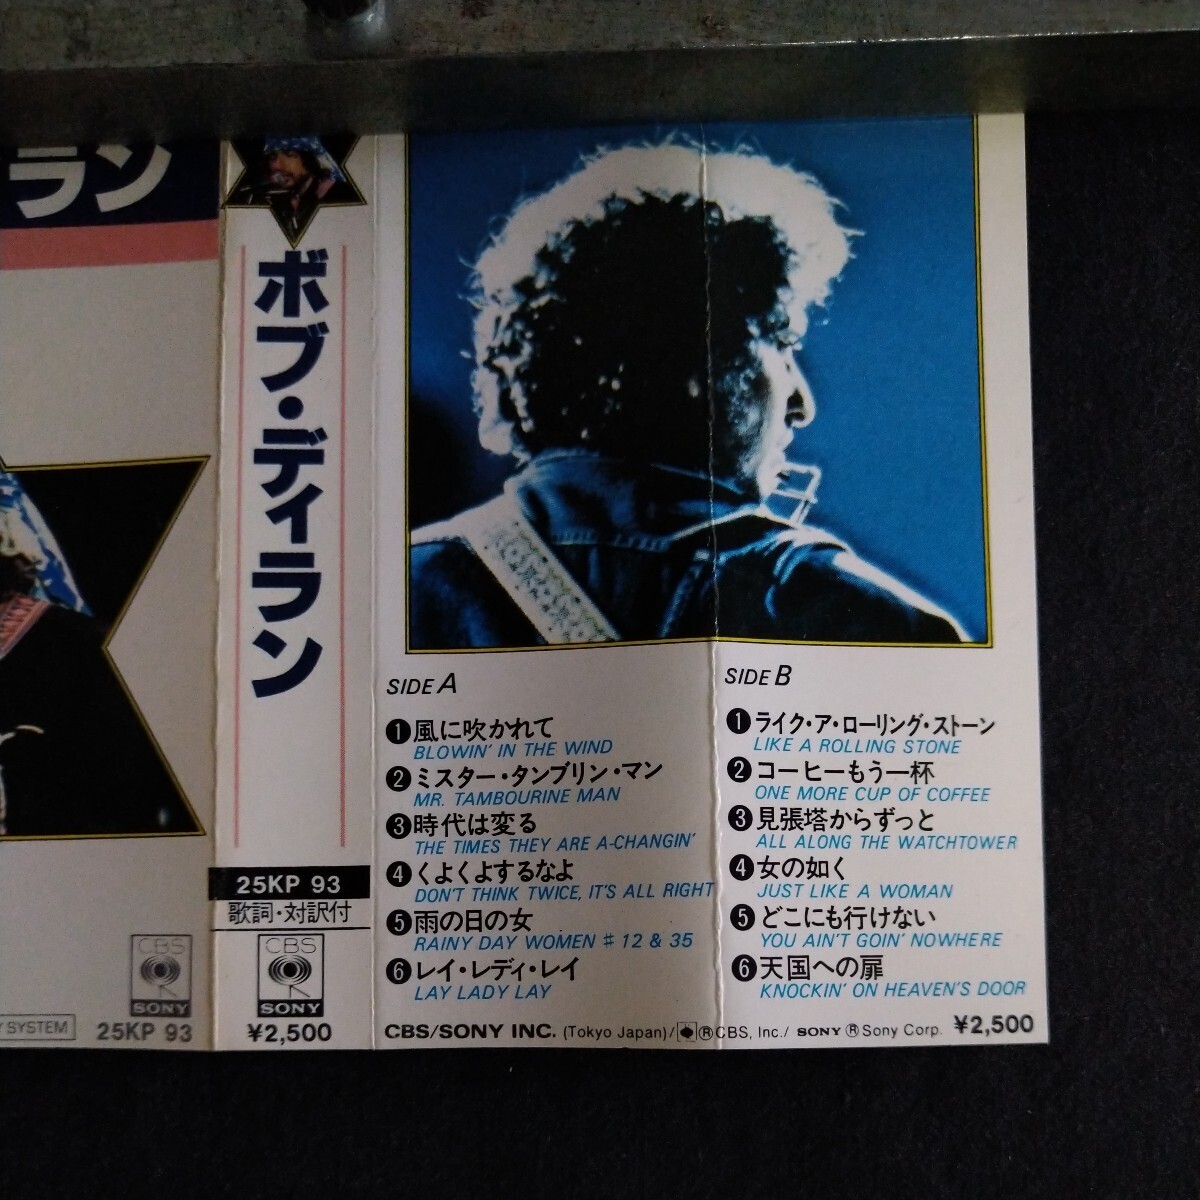 ラン
CBS
SONY
Y SYSTEM
25KP 93
ボブ・ディラン
25KP 93
歌詞・対訳付
CBS
SONY
¥2,500
SIDE A
❶風に吹かれて
BLOWIN' IN THE WIND
❷ミスター・タンブリン・マン
MR. TAMBOURINE MAN
❸時代は変る
THE TIMES THEY ARE A-CHANGIN'
❹くよくよするなよ
DON'T THINK TWICE, IT'S ALL RIGHT
❺雨の日の女
RAINY DAY WOMEN ♯12 & 35
❻レイ・レディ・レイ
LAY LADY LAY
SIDE B
❶ライク・ア・ローリング・ストーン
LIKE A ROLLING STONE
❷コーヒーもう一杯
ONE MORE CUP OF COFFEE
❸見張塔からずっと
ALL ALONG THE WATCHTOWER
❹女の如く
JUST LIKE A WOMAN
❺どこにも行けない
YOU AIN'T GOIN' NOWHERE
❻天国への扉
KNOCKIN' ON HEAVEN'S DOOR
CBS/SONY INC. (Tokyo Japan)/ ®CBS, Inc./ SONY ®Sony Corp. ¥2,500